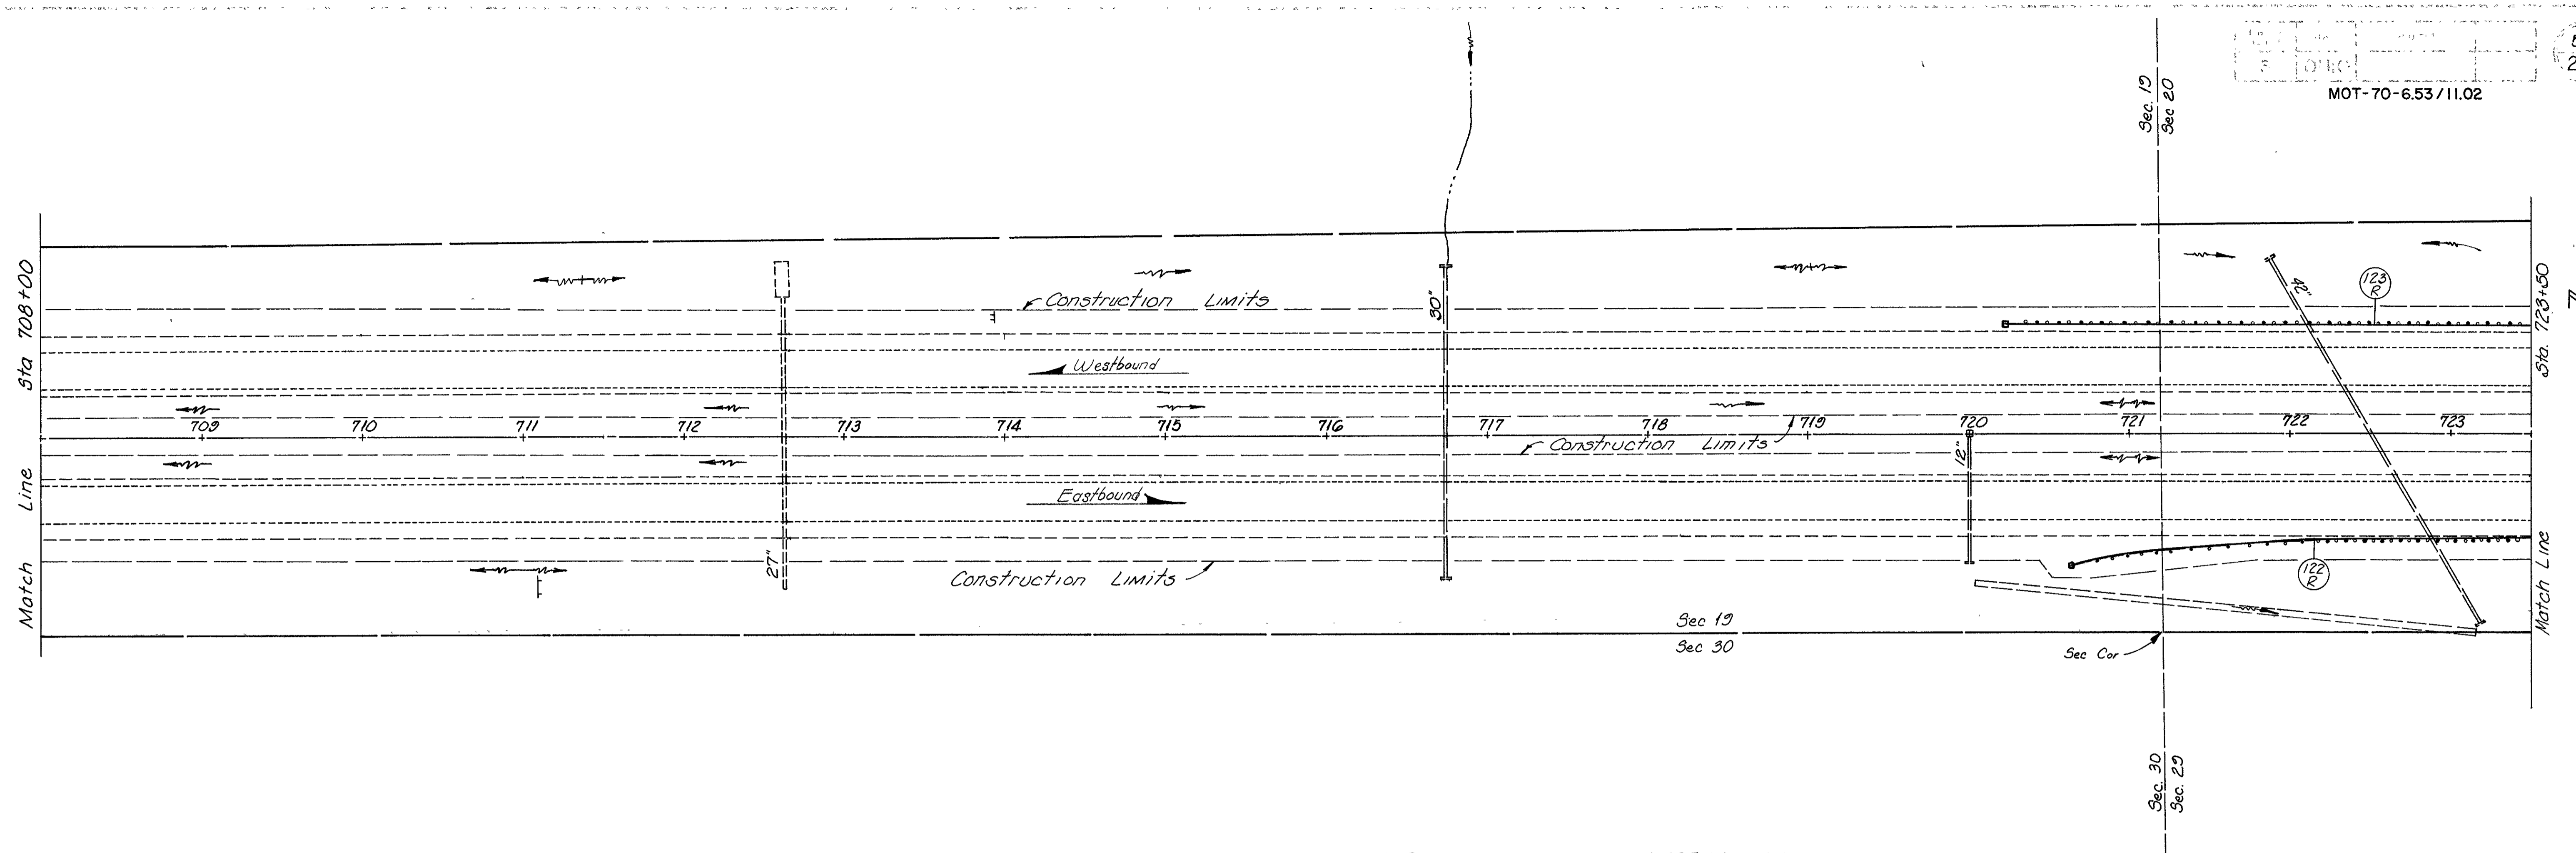 OHIO
MOT-70-6.53/11.02
Sec. 19
Sec 20
Match Line Sta 708+00
Construction Limits
30"
123
R
Westbound
709 710 711 712 713 714 715 716 717 718 719 720 721 722 723
Construction Limits
12"
Eastbound
27"
Construction Limits
122
R
Sec 19
Sec 30
Sec Cor
Match Line Sta. 723+50
Sec. 30
Sec. 29